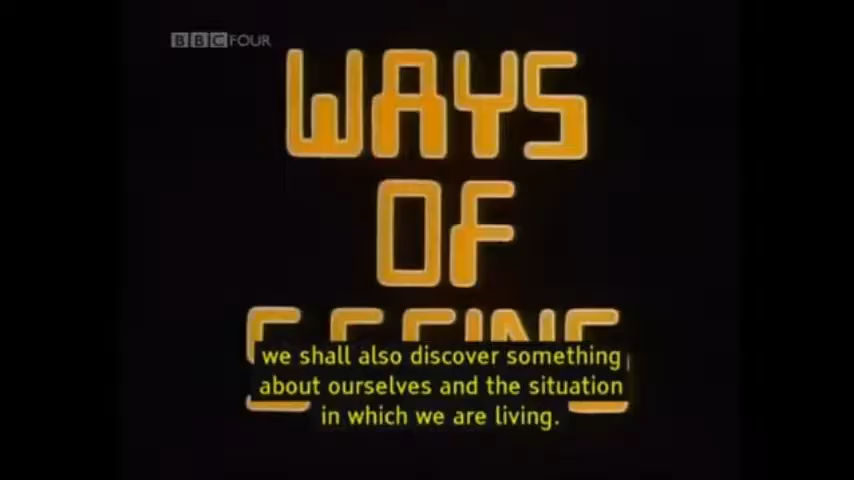 BBC FOUR
WAYS
OF
SEEING
we shall also discover something
about ourselves and the situation
in which we are living.